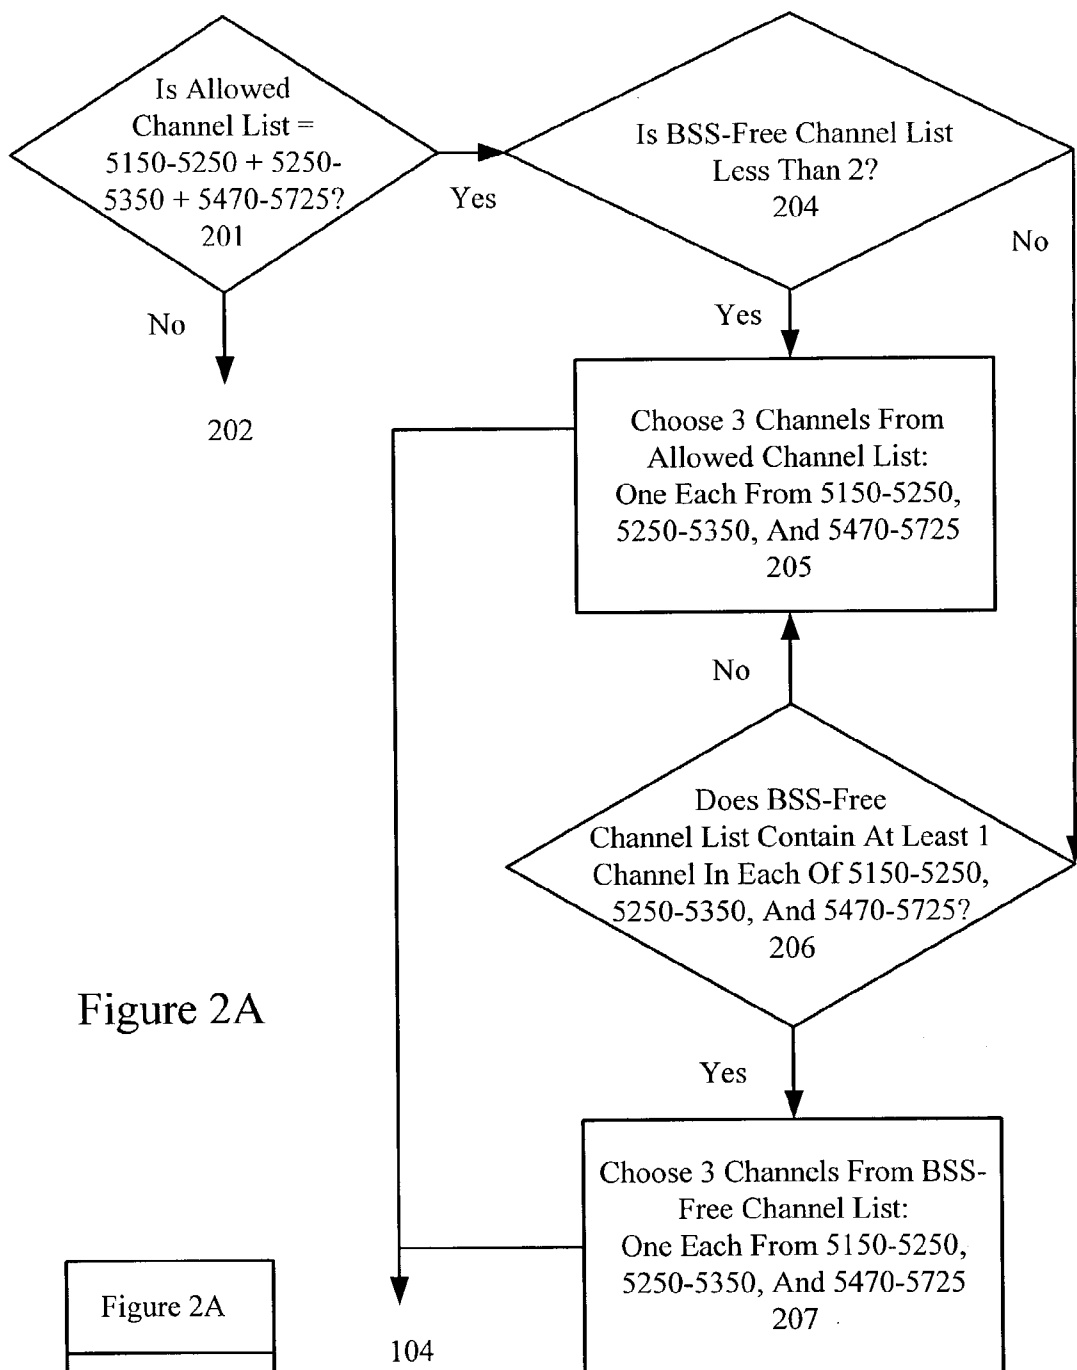 Is Allowed
Channel List =
5150-5250 + 5250-
5350 + 5470-5725?
201
Yes
Is BSS-Free Channel List
Less Than 2?
204
No
No
202
Yes
Choose 3 Channels From
Allowed Channel List:
One Each From 5150-5250,
5250-5350, And 5470-5725
205
No
Does BSS-Free
Channel List Contain At Least 1
Channel In Each Of 5150-5250,
5250-5350, And 5470-5725?
206
Figure 2A
Yes
Choose 3 Channels From BSS-
Free Channel List:
One Each From 5150-5250,
5250-5350, And 5470-5725
207
Figure 2A
104